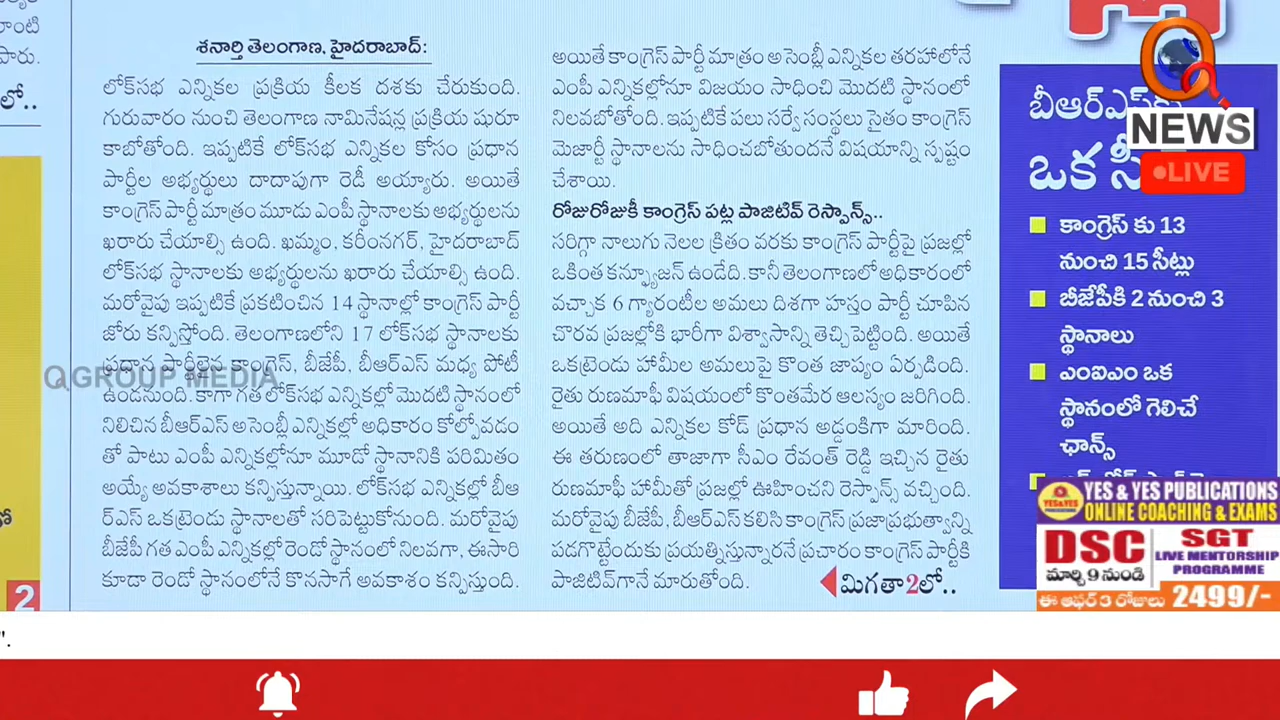 శనార్తి తెలంగాణ, హైదరాబాద్:
లోక్‌సభ ఎన్నికల ప్రక్రియ కీలక దశకు చేరుకుంది.
గురువారం నుంచి తెలంగాణ నామినేషన్ల ప్రక్రియ షురూ
కాబోతోంది. ఇప్పటికే లోక్‌సభ ఎన్నికల కోసం ప్రధాన
పార్టీల అభ్యర్థులు దాదాపుగా రెడీ అయ్యారు. అయితే
కాంగ్రెస్ పార్టీ మాత్రం మూడు ఎంపీ స్థానాలకు అభ్యర్థులను
ఖరారు చేయాల్సి ఉంది. ఖమ్మం, కరీంనగర్, హైదరాబాద్
లోక్‌సభ స్థానాలకు అభ్యర్థులను ఖరారు చేయాల్సి ఉంది.
మరోవైపు ఇప్పటికే ప్రకటించిన 14 స్థానాల్లో కాంగ్రెస్ పార్టీ
జోరు కన్పిస్తోంది. తెలంగాణలోని 17 లోక్‌సభ స్థానాలకు
ప్రధాన పార్టీలైన కాంగ్రెస్, బీజేపీ, బీఆర్ఎస్ మధ్య పోటీ
ఉండనుంది. కాగా గత లోక్‌సభ ఎన్నికల్లో మొదటి స్థానంలో
నిలిచిన బీఆర్ఎస్ అసెంబ్లీ ఎన్నికల్లో అధికారం కోల్పోవడం
తో పాటు ఎంపీ ఎన్నికల్లోనూ మూడో స్థానానికి పరిమితం
అయ్యే అవకాశాలు కన్పిస్తున్నాయి. లోక్‌సభ ఎన్నికల్లో బీఆ
ర్ఎస్ ఒకట్రెండు స్థానాలతో సరిపెట్టుకోనుంది. మరోవైపు
బీజేపీ గత ఎంపీ ఎన్నికల్లో రెండో స్థానంలో నిలవగా, ఈసారి
కూడా రెండో స్థానంలోనే కొనసాగే అవకాశం కన్పిస్తుంది.
అయితే కాంగ్రెస్ పార్టీ మాత్రం అసెంబ్లీ ఎన్నికల తరహాలోనే
ఎంపీ ఎన్నికల్లోనూ విజయం సాధించి మొదటి స్థానంలో
నిలవబోతోంది. ఇప్పటికే పలు సర్వే సంస్థలు సైతం కాంగ్రెస్
మెజార్టీ స్థానాలను సాధించబోతుందనే విషయాన్ని స్పష్టం
చేశాయి.
రోజురోజుకీ కాంగ్రెస్ పట్ల పాజిటివ్ రెస్పాన్స్..
సరిగ్గా నాలుగు నెలల క్రితం వరకు కాంగ్రెస్ పార్టీపై ప్రజల్లో
ఒకింత కన్ఫ్యూజన్ ఉండేది. కానీ తెలంగాణలో అధికారంలో
వచ్చాక 6 గ్యారంటీల అమలు దిశగా హస్తం పార్టీ చూపిన
చొరవ ప్రజల్లోకి భారీగా విశ్వాసాన్ని తెచ్చిపెట్టింది. అయితే
ఒకట్రెండు హామీల అమలుపై కొంత జాప్యం ఏర్పడింది.
రైతు రుణమాఫీ విషయంలో కొంతమేర ఆలస్యం జరిగింది.
అయితే అది ఎన్నికల కోడ్ ప్రధాన అడ్డంకిగా మారింది.
ఈ తరుణంలో తాజాగా సీఎం రేవంత్ రెడ్డి ఇచ్చిన రైతు
రుణమాఫీ హామీతో ప్రజల్లో ఊహించని రెస్పాన్స్ వచ్చింది.
మరోవైపు బీజేపీ, బీఆర్ఎస్ కలిసి కాంగ్రెస్ ప్రజాప్రభుత్వాన్ని
పడగొట్టేందుకు ప్రయత్నిస్తున్నారనే ప్రచారం కాంగ్రెస్ పార్టీకి
పాజిటివ్‌గానే మారుతోంది.
మిగతా 2లో..
ఒక
కాంగ్రెస్ కు 13
నుంచి 15 సీట్లు
బీజేపీకి 2 నుంచి 3
స్థానాలు
ఎంఐఎం ఒక
స్థానంలో గెలిచే
ఛాన్స్
Q
NEWS
LIVE
Q GROUP MEDIA
YES & YES PUBLICATIONS
ONLINE COACHING & EXAMS
DSC
మార్చి 9 నుండి
SGT
LIVE MENTORSHIP
PROGRAMME
ఈ ఆఫర్ 3 రోజులు 2499/-
పారు.
లో..
2
".